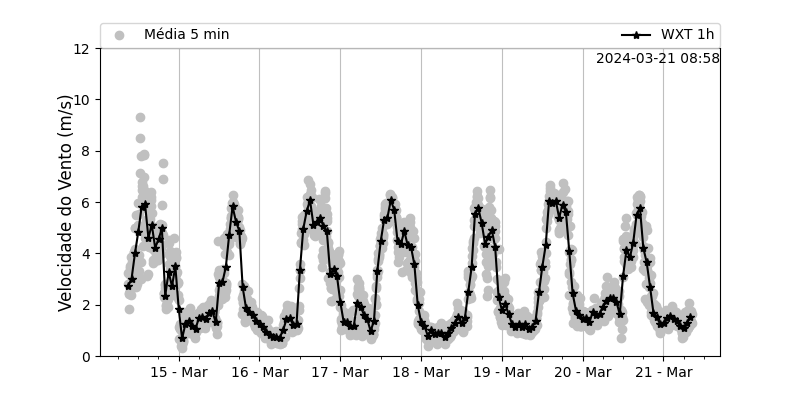 Média 5 min
WXT 1h
2024-03-21 08:58
Velocidade do Vento (m/s)
12
10
8
6
4
2
0
15 - Mar
16 - Mar
17 - Mar
18 - Mar
19 - Mar
20 - Mar
21 - Mar